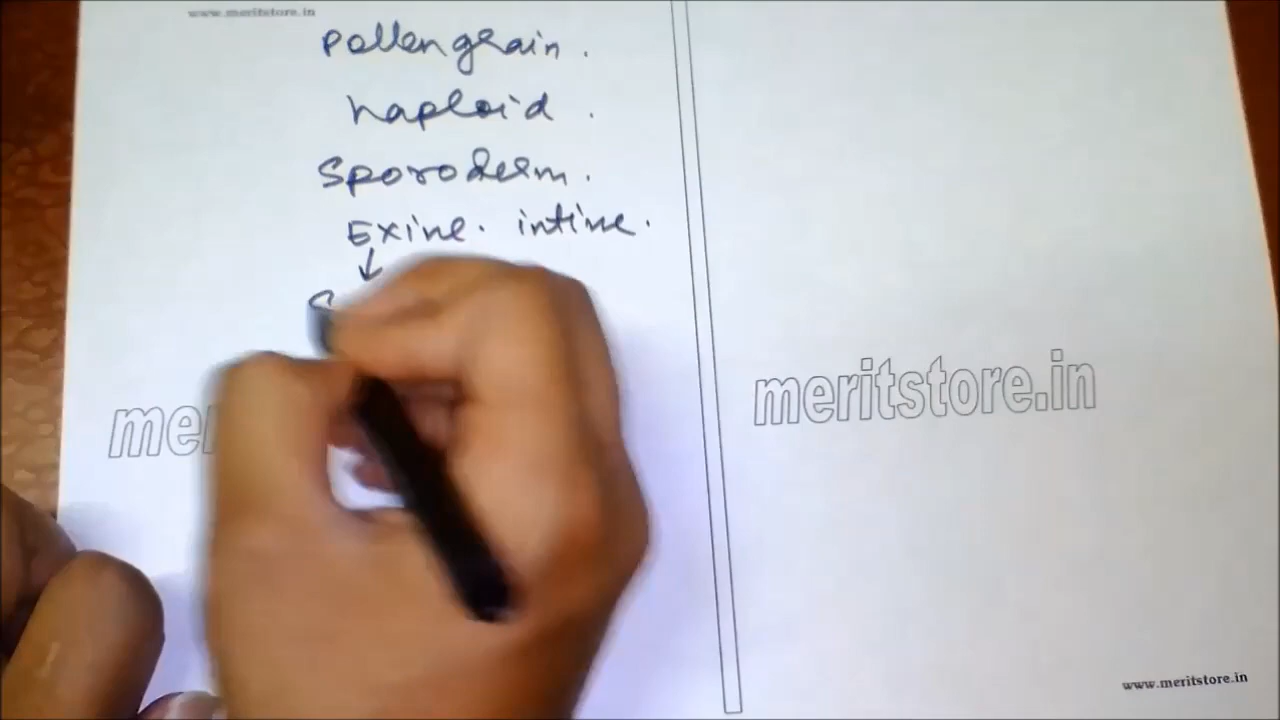 www.meritstore.in
Pollengrain.
haploid.
Sporoderm.
Exine. intine.
S
meritstore.in
www.meritstore.in